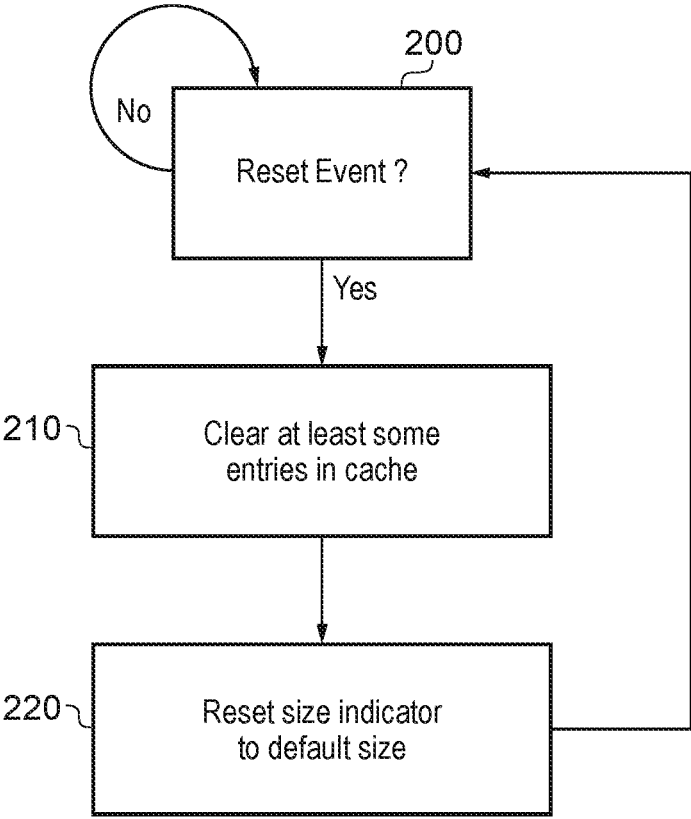 200
No
Reset Event ?
Yes
210
Clear at least some
entries in cache
220
Reset size indicator
to default size